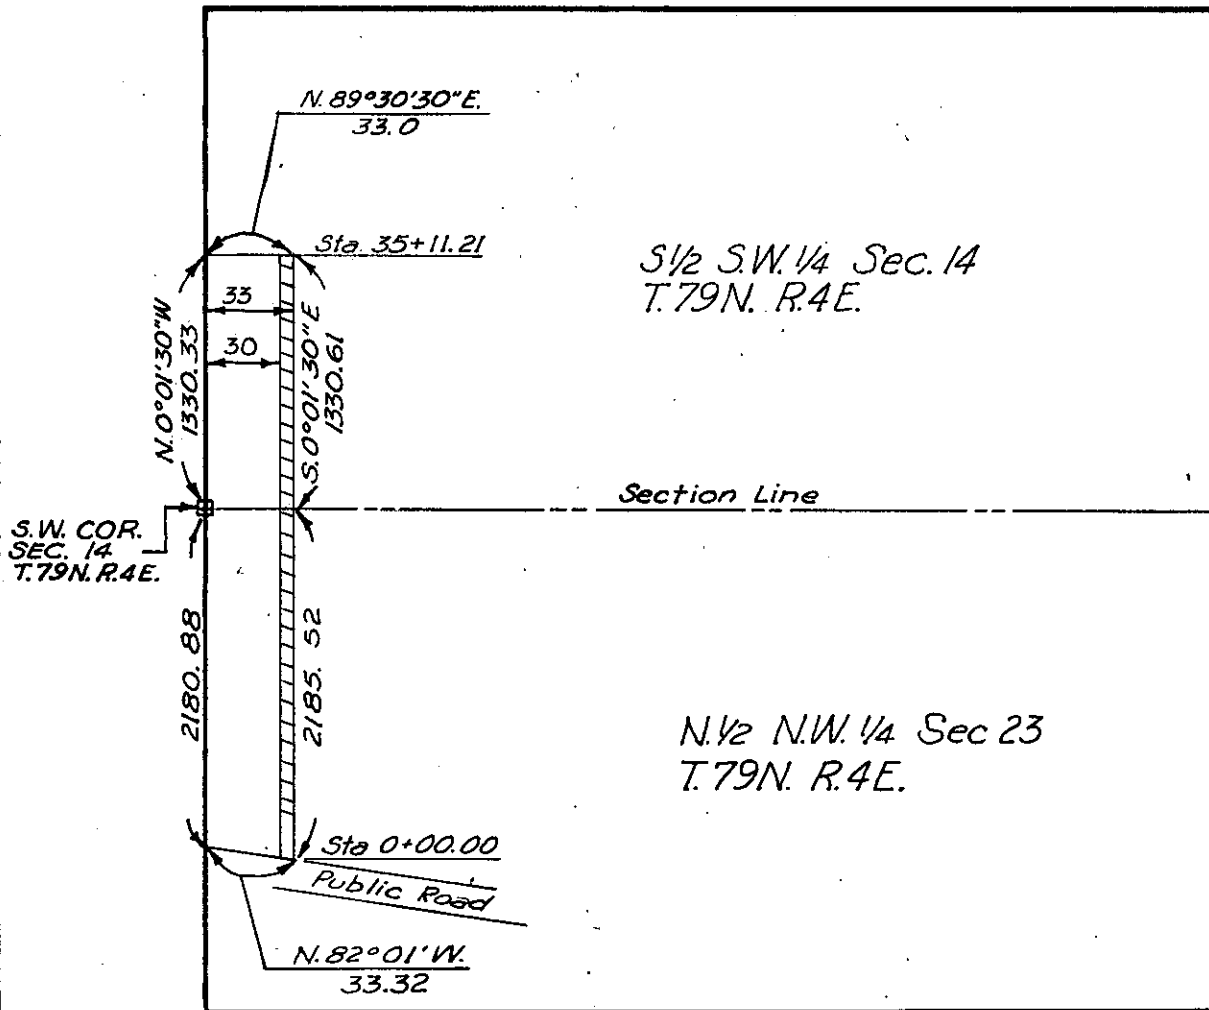 N. 89°30'30"E.
33.0
Sta. 35+11.21
S1/2 S.W. 1/4 Sec. 14
T.79N. R.4E.
33
30
N.0°01'30"W
1330.33
S.0°01'30"E
1330.61
Section Line
S.W. COR.
SEC. 14
T.79N. R.4E.
2180.88
2185.52
N.1/2 N.W. 1/4 Sec 23
T.79N. R.4E.
Sta 0+00.00
Public Road
N.82°01'W.
33.32